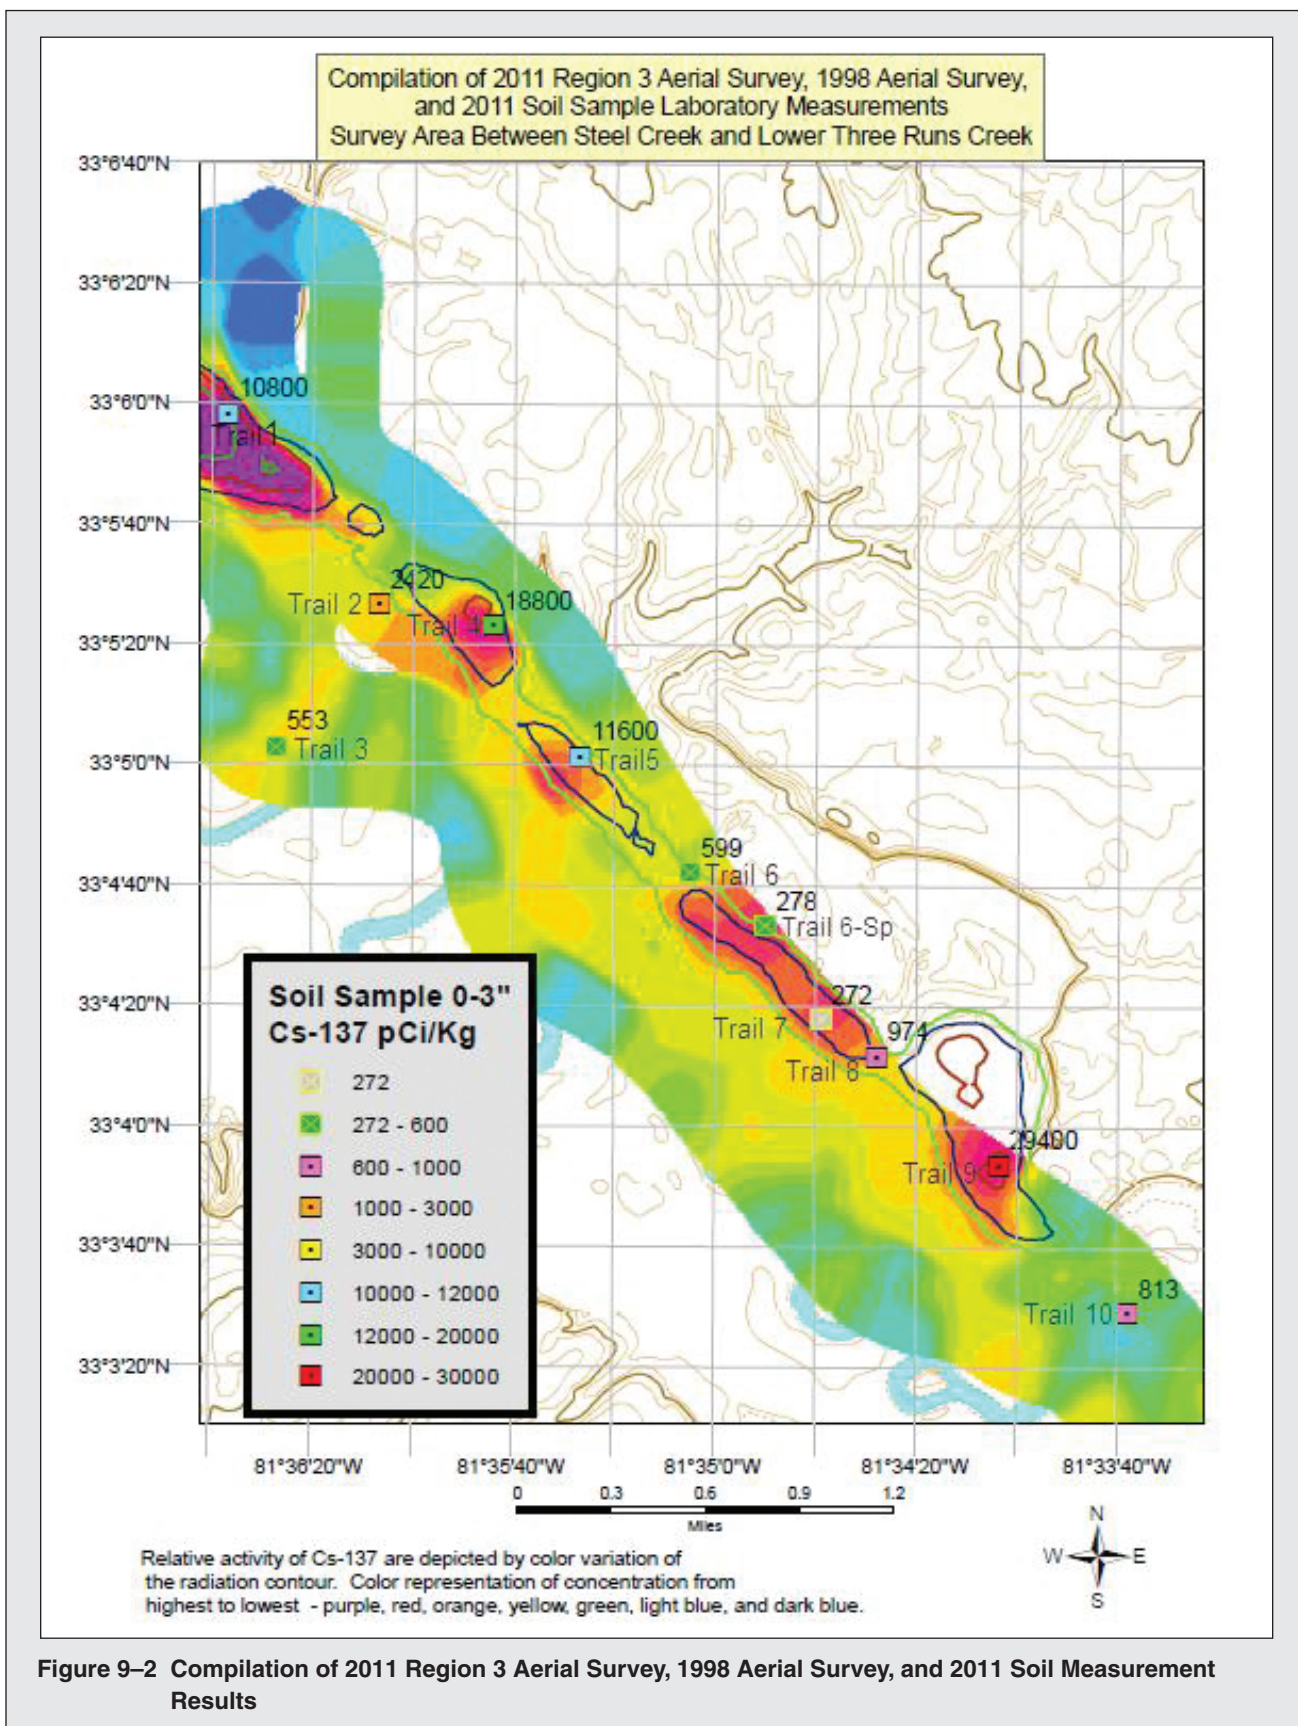 Compilation of 2011 Region 3 Aerial Survey, 1998 Aerial Survey,
and 2011 Soil Sample Laboratory Measurements
Survey Area Between Steel Creek and Lower Three Runs Creek
33°6'40"N
33°6'20"N
33°6'0"N
33°5'40"N
33°5'20"N
33°5'0"N
33°4'40"N
33°4'20"N
33°4'0"N
33°3'40"N
33°3'20"N
10800
Trail 1
2420
Trail 2
18800
Trail 4
553
Trail 3
11600
Trail5
599
Trail 6
278
Trail 6-Sp
272
Trail 7
974
Trail 8
29400
Trail 9
813
Trail 10
Soil Sample 0-3"
Cs-137 pCi/Kg
272
272 - 600
600 - 1000
1000 - 3000
3000 - 10000
10000 - 12000
12000 - 20000
20000 - 30000
81°36'20"W
81°35'40"W
81°35'0"W
81°34'20"W
81°33'40"W
0 0.3 0.6 0.9 1.2
Miles
N
W E
S
Relative activity of Cs-137 are depicted by color variation of
the radiation contour. Color representation of concentration from
highest to lowest - purple, red, orange, yellow, green, light blue, and dark blue.
Figure 9–2 Compilation of 2011 Region 3 Aerial Survey, 1998 Aerial Survey, and 2011 Soil Measurement
Results